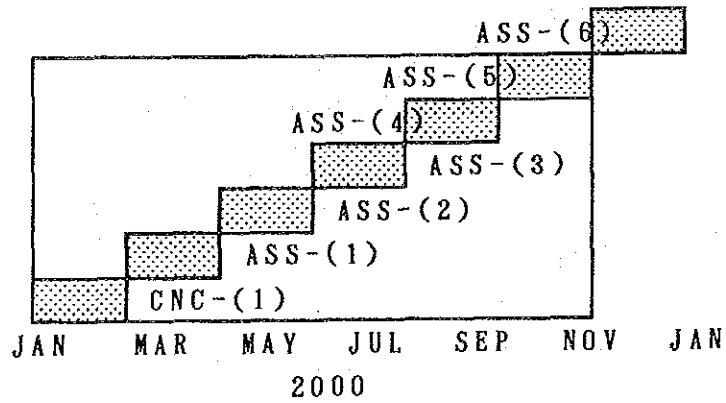 ASS-(6)
ASS-(5)
ASS-(4)
ASS-(3)
ASS-(2)
ASS-(1)
CNC-(1)
JAN MAR MAY JUL SEP NOV JAN
2000